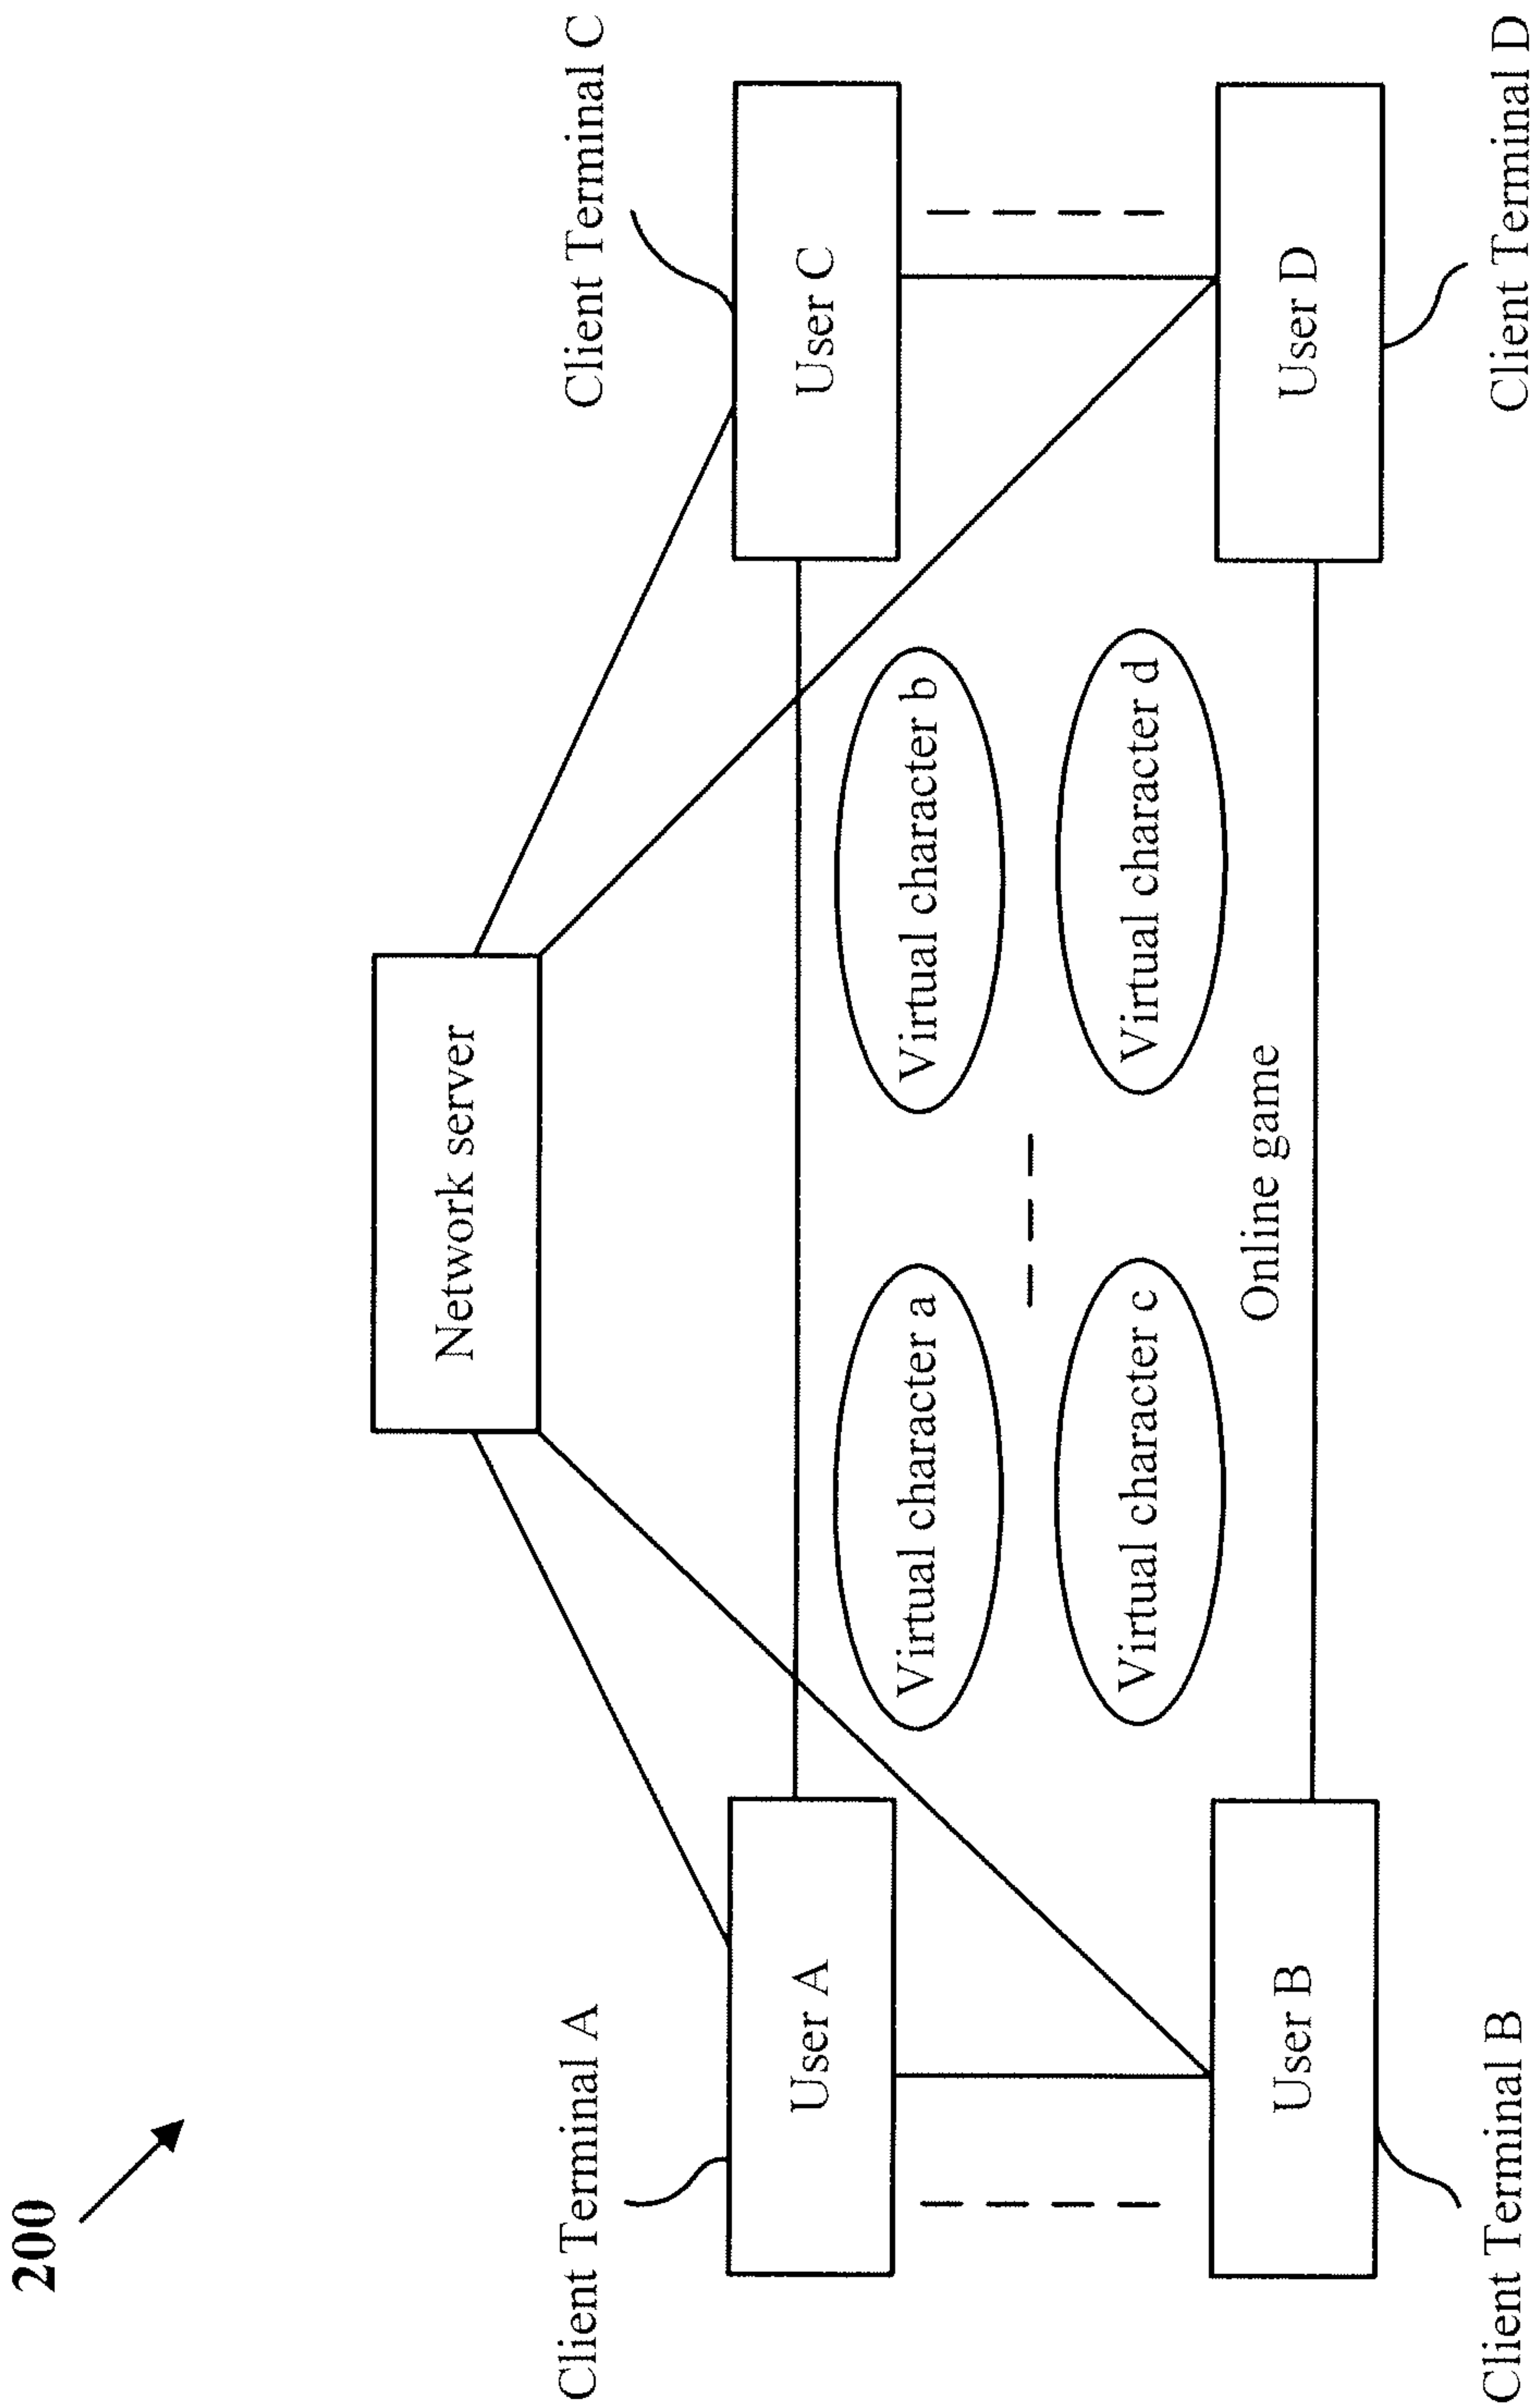 200
Network server
Client Terminal A
Client Terminal C
User A
User C
Virtual character a
Virtual character b
Virtual character c
Virtual character d
Online game
User B
User D
Client Terminal B
Client Terminal D